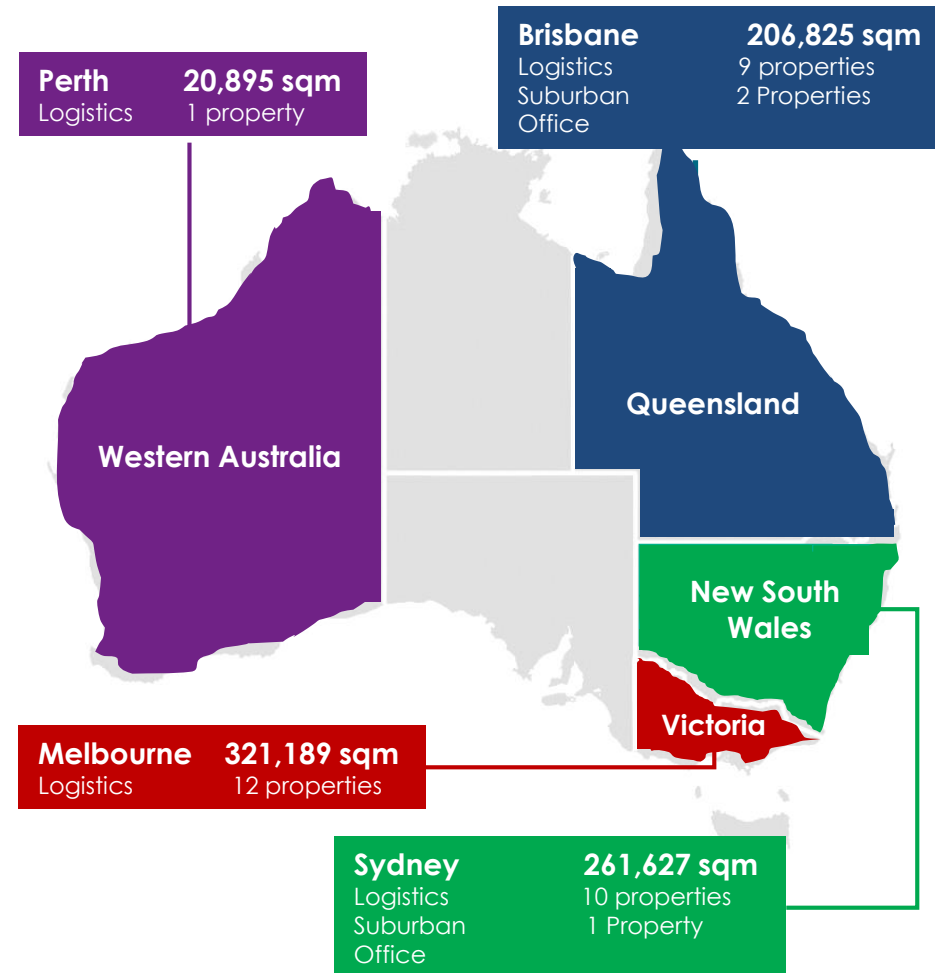 Brisbane 206,825 sqm
Logistics 9 properties
Suburban 2 Properties
Office
Perth 20,895 sqm
Logistics 1 property
Queensland
Western Australia
New South
Wales
Victoria
Melbourne 321,189 sqm
Logistics 12 properties
Sydney 261,627 sqm
Logistics 10 properties
Suburban 1 Property
Office